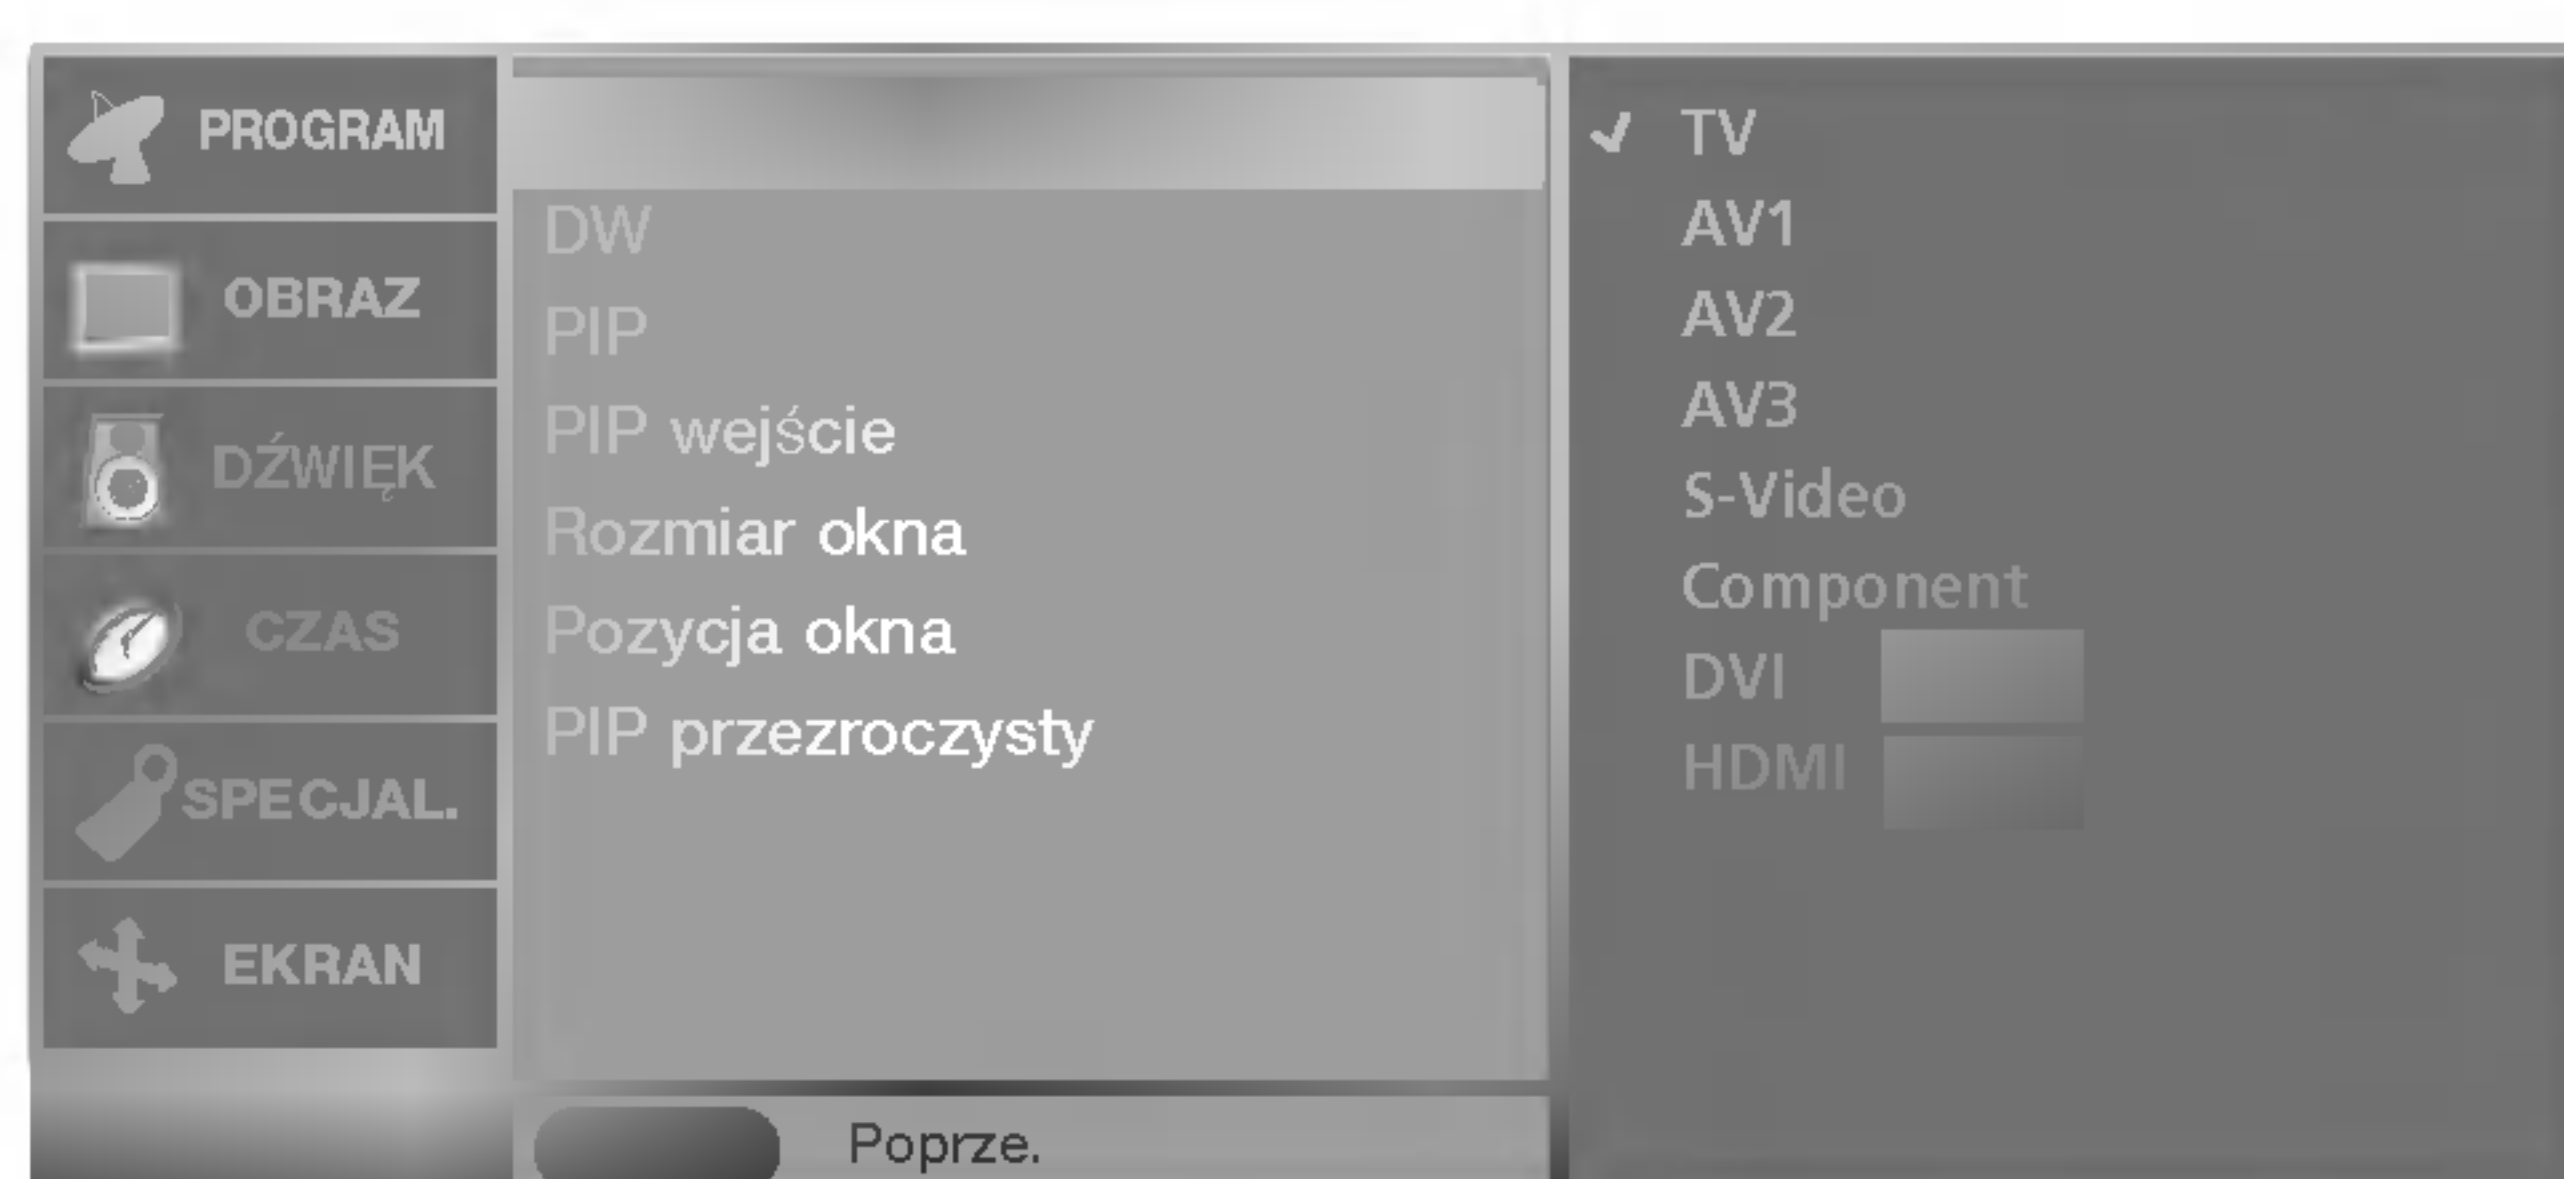 PROGRAM
OBRAZ
DŹWIĘK
CZAS
SPECJAL.
EKRAN
DW
PIP
PIP wejście
Rozmiar okna
Pozycja okna
PIP przezroczysty
Poprze.
TV
AV1
AV2
AV3
S-Video
Component
DVI
HDMI